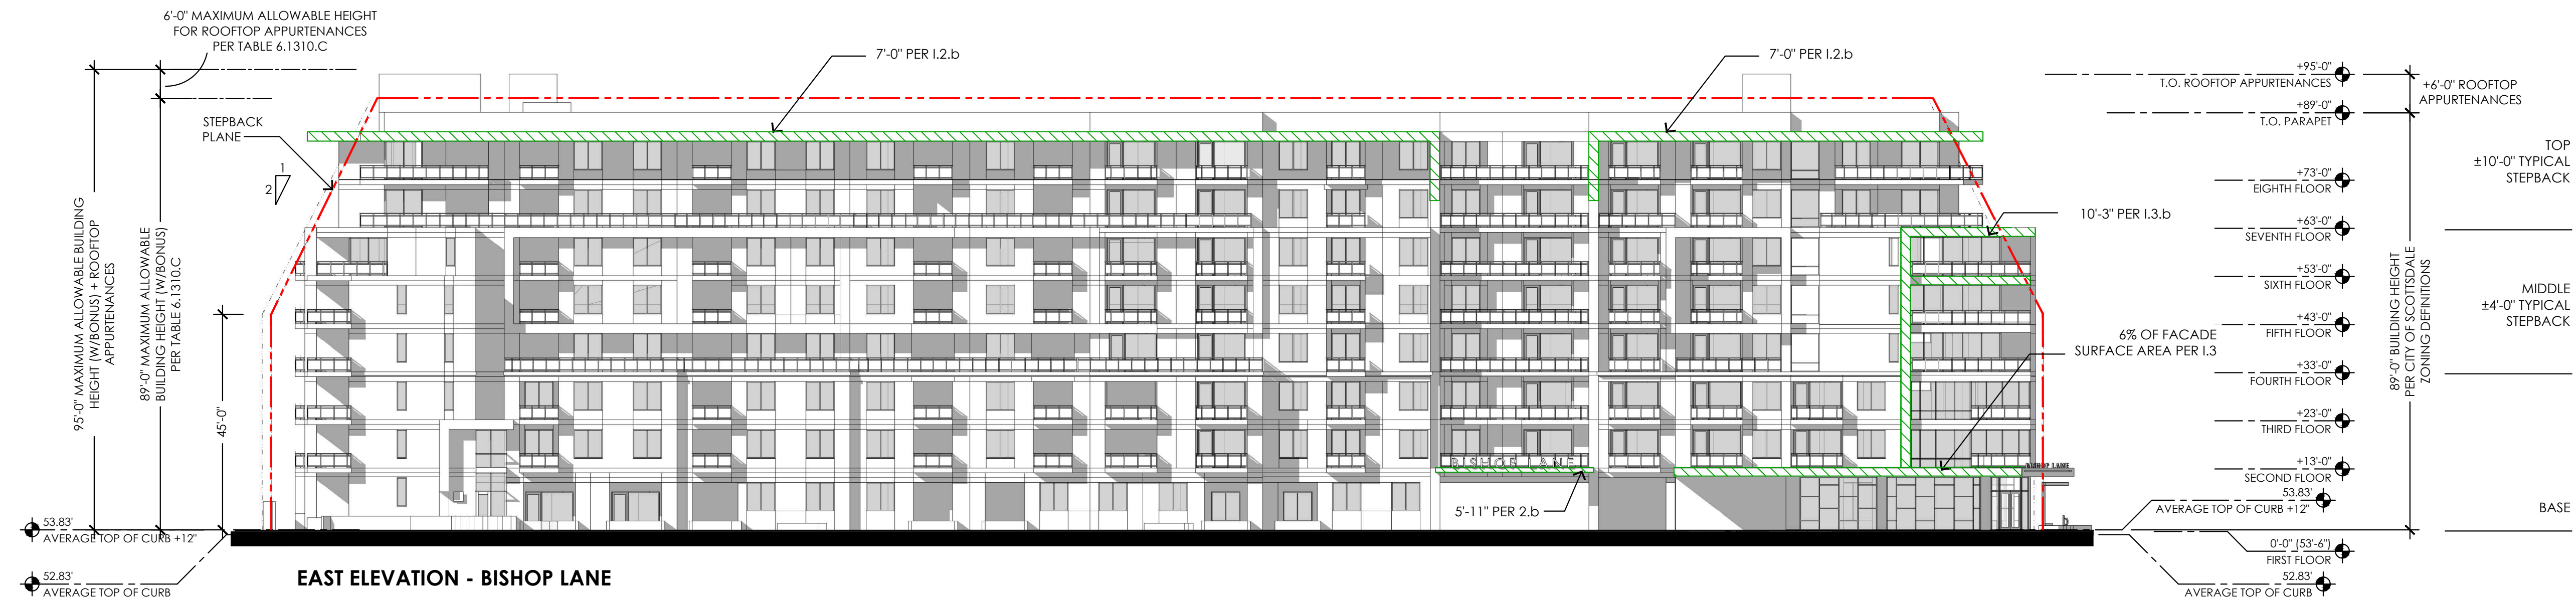 6'-0" MAXIMUM ALLOWABLE HEIGHT
FOR ROOFTOP APPURTENANCES
PER TABLE 6.1310.C
7'-0" PER I.2.b
7'-0" PER I.2.b
STEPBACK
PLANE
1
2
95'-0" MAXIMUM ALLOWABLE BUILDING
HEIGHT (W/BONUS) + ROOFTOP
APPURTENANCES
89'-0" MAXIMUM ALLOWABLE
BUILDING HEIGHT (W/BONUS)
PER TABLE 6.1310.C
45'-0"
+95'-0"
T.O. ROOFTOP APPURTENANCES
+89'-0"
T.O. PARAPET
+73'-0"
EIGHTH FLOOR
+63'-0"
SEVENTH FLOOR
+53'-0"
SIXTH FLOOR
+43'-0"
FIFTH FLOOR
+33'-0"
FOURTH FLOOR
+23'-0"
THIRD FLOOR
+13'-0"
SECOND FLOOR
53.83'
AVERAGE TOP OF CURB +12"
0'-0" (53'-6")
FIRST FLOOR
52.83'
AVERAGE TOP OF CURB
10'-3" PER I.3.b
6% OF FACADE
SURFACE AREA PER I.3
BISHOP LANE
BISHOP LANE
5'-11" PER 2.b
+6'-0" ROOFTOP
APPURTENANCES
89'-0" BUILDING HEIGHT
PER CITY OF SCOTTSDALE
ZONING DEFINITIONS
TOP
±10'-0" TYPICAL
STEPBACK
MIDDLE
±4'-0" TYPICAL
STEPBACK
BASE
53.83'
AVERAGE TOP OF CURB +12"
52.83'
AVERAGE TOP OF CURB
EAST ELEVATION - BISHOP LANE